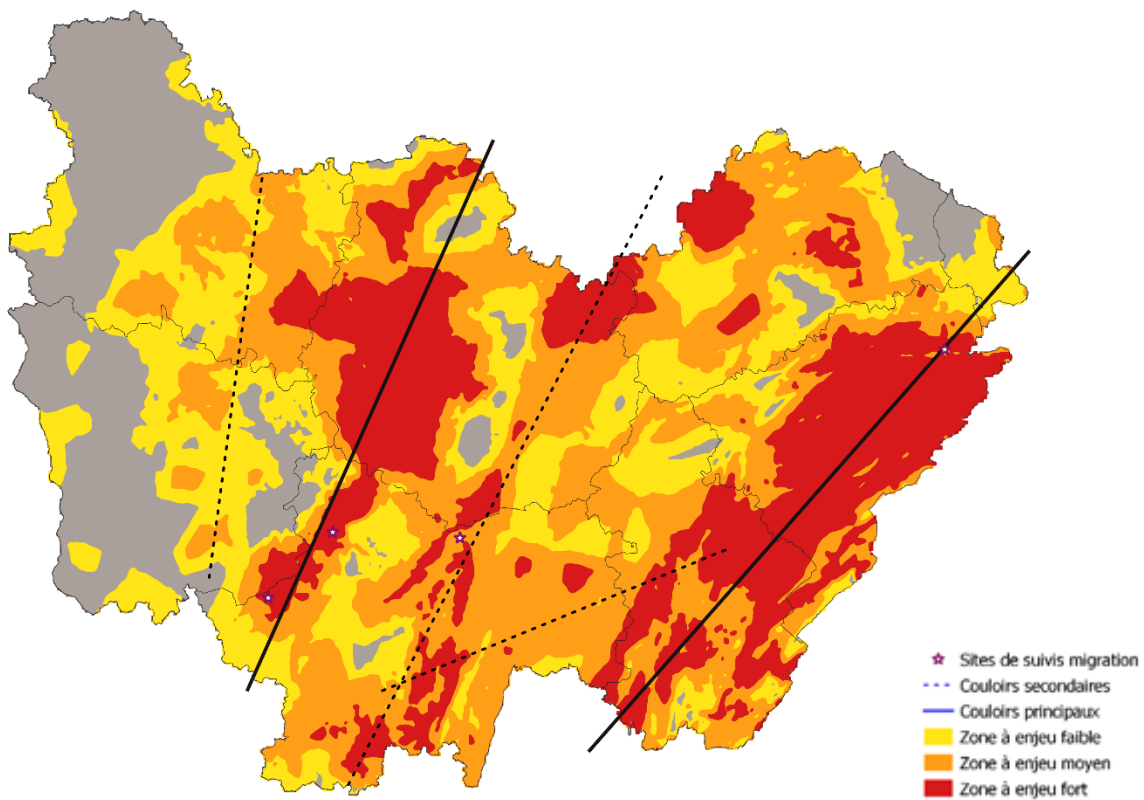 Sites de suivis migration
Couloirs secondaires
Couloirs principaux
Zone à enjeu faible
Zone à enjeu moyen
Zone à enjeu fort